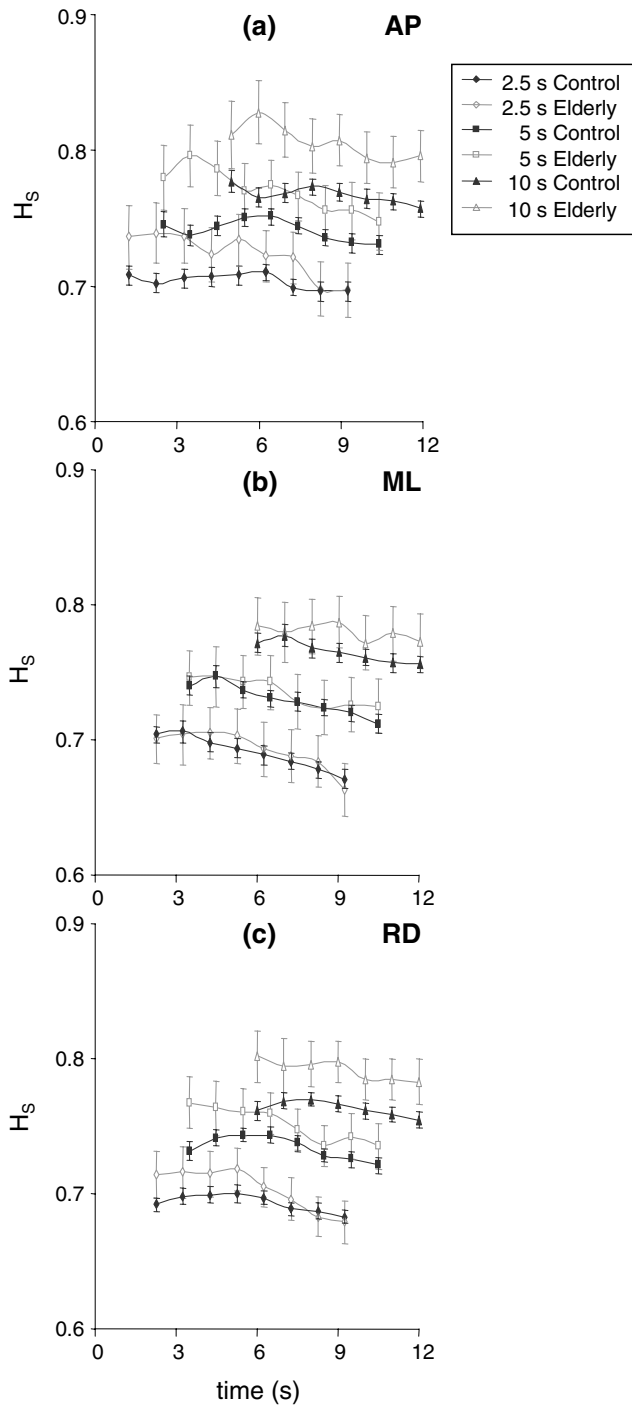 0.9
(a) AP
2.5 s Control
2.5 s Elderly
5 s Control
5 s Elderly
10 s Control
10 s Elderly
0.8
H_S
0.7
0.6
0 3 6 9 12
0.9
(b) ML
0.8
H_S
0.7
0.6
0 3 6 9 12
0.9
(c) RD
0.8
H_S
0.7
0.6
0 3 6 9 12
time (s)